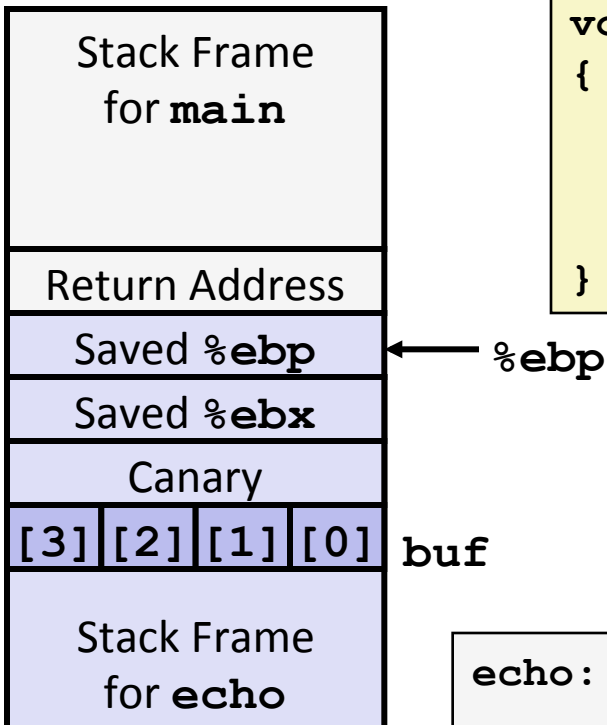 Stack Frame
for main
Return Address
Saved %ebp
%ebp
Saved %ebx
Canary
[3] [2] [1] [0]
buf
Stack Frame
for echo
{
}
echo: